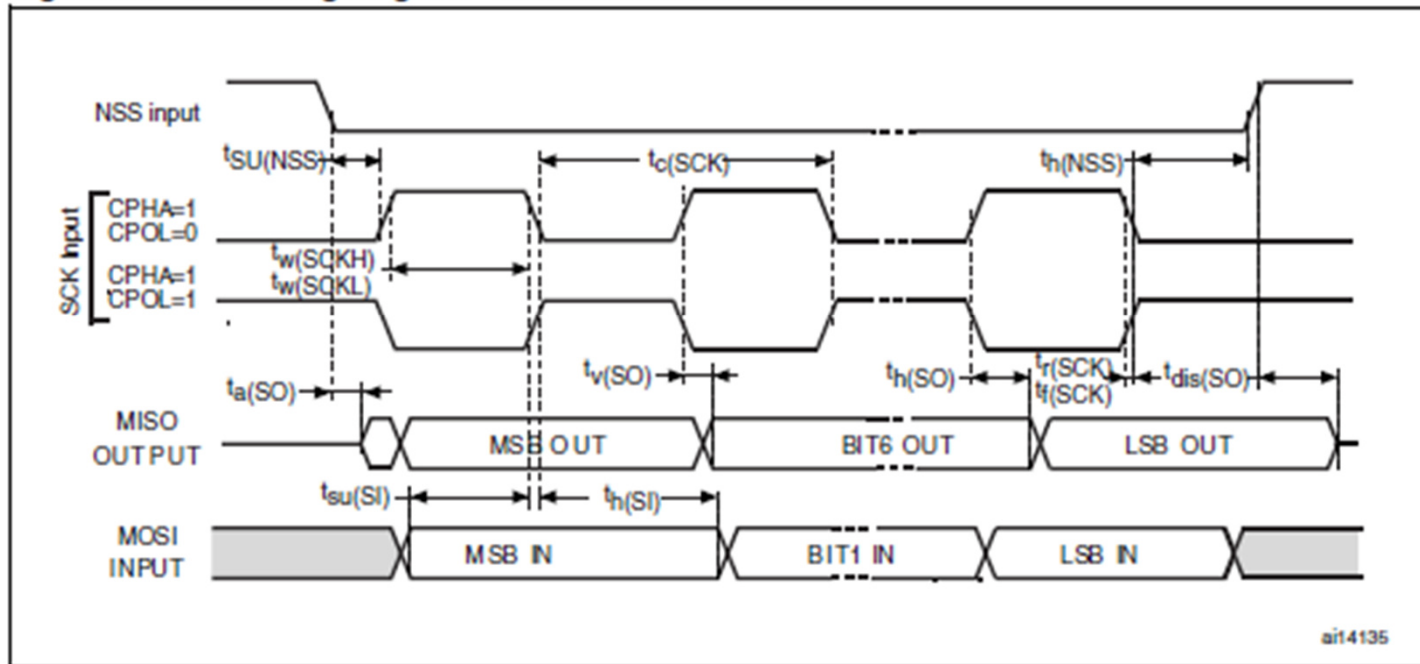 NSS input
tSU(NSS)
tc(SCK)
th(NSS)
SCK Input
CPHA=1
CPOL=0
tw(SCKH)
CPHA=1
tw(SCKL)
CPOL=1
ta(SO)
tv(SO)
th(SO)
tr(SCK)
tf(SCK)
tdis(SO)
MISO
OUTPUT
MSB OUT
BIT6 OUT
LSB OUT
tsu(SI)
th(SI)
MOSI
INPUT
MSB IN
BIT1 IN
LSB IN
ai14135